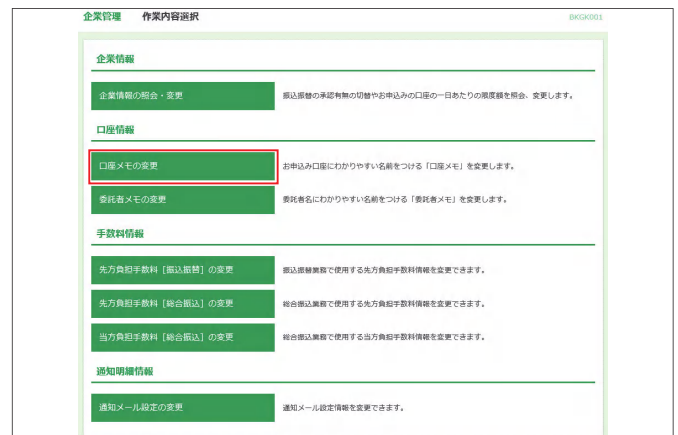 企業管理 作業内容選択 BKGK001
企業情報
企業情報の照会・変更 振込振替の承認有無の切替やお申込みの口座の一日あたりの限度額を照会、変更します。
口座情報
口座メモの変更 お申込み口座にわかりやすい名前をつける「口座メモ」を変更します。
委託者メモの変更 委託者名にわかりやすい名前をつける「委託者メモ」を変更します。
手数料情報
先方負担手数料［振込振替］の変更 振込振替業務で使用する先方負担手数料情報を変更できます。
先方負担手数料［総合振込］の変更 総合振込業務で使用する先方負担手数料情報を変更できます。
当方負担手数料［総合振込］の変更 総合振込業務で使用する当方負担手数料情報を変更できます。
通知明細情報
通知メール設定の変更 通知メール設定情報を変更できます。